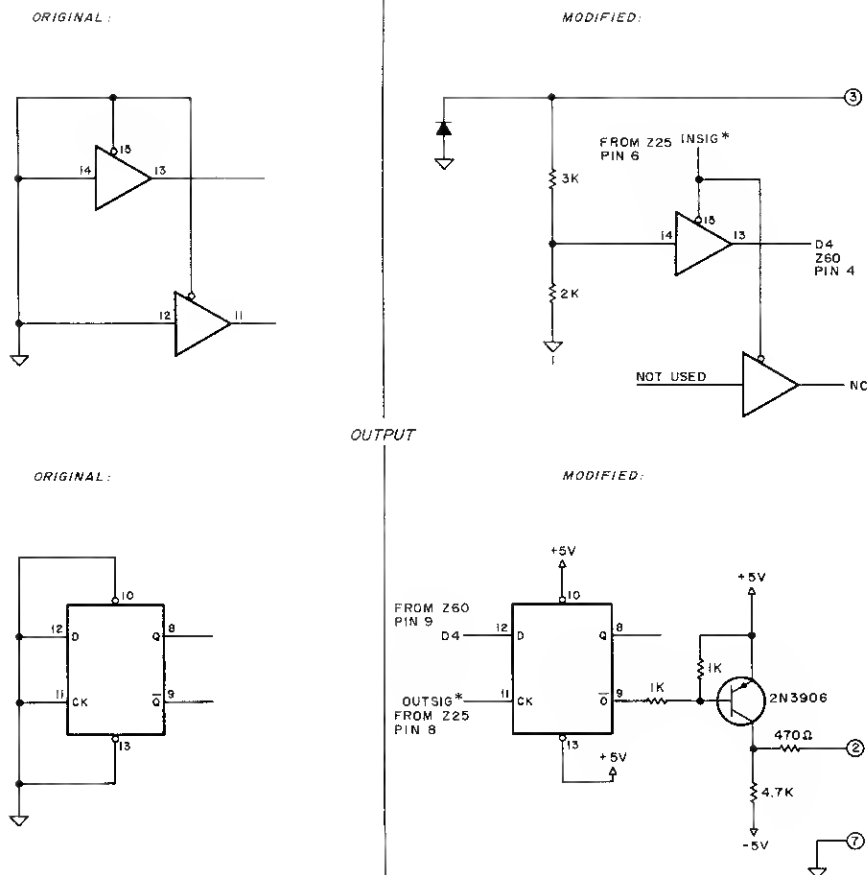 ORIGINAL:
15
14
13
12
11
MODIFIED:
3
FROM Z25 INSIG*
PIN 6
3K
15
14
13
D4
Z60
PIN 4
2K
NOT USED
NC
OUTPUT
ORIGINAL:
10
12
D
Q
8
11
CK
Q̅
9
13
MODIFIED:
+5V
10
FROM Z60
PIN 9
D4
12
D
Q
8
OUTSIG*
FROM Z25
PIN 8
11
CK
Q̅
9
13
+5V
1K
1K
+5V
2N3906
470Ω
2
4.7K
-5V
7